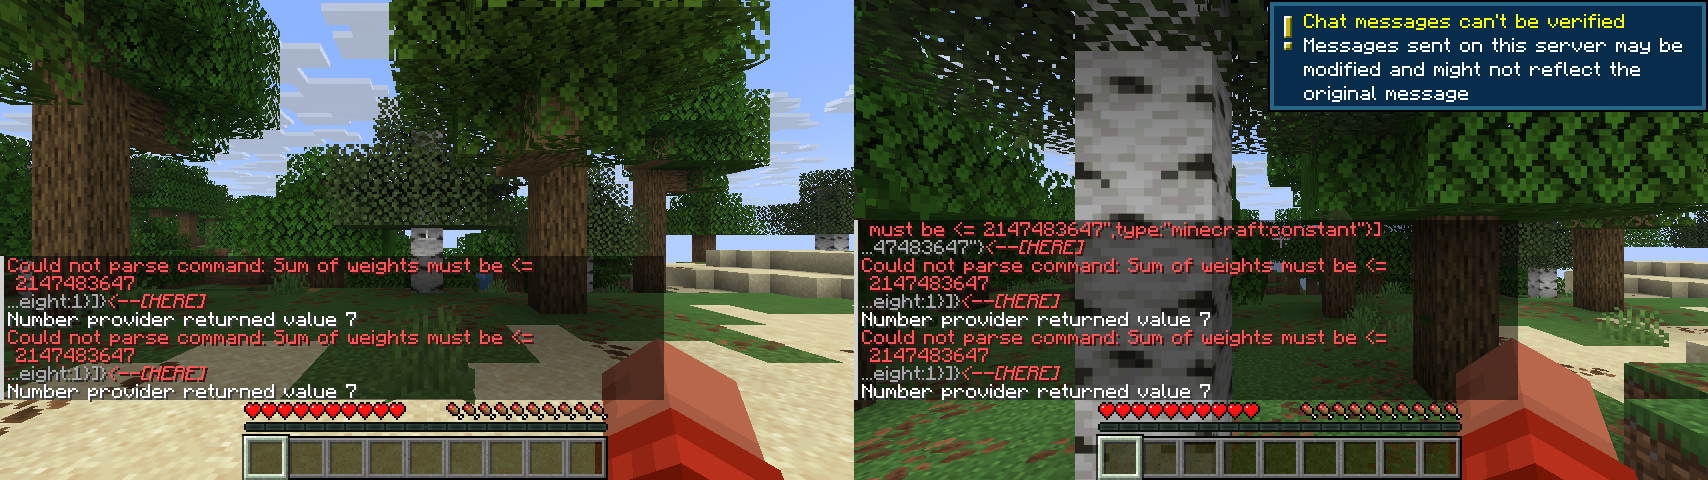 Could not parse command: Sum of weights must be <=
2147483647
...eight:1}]}<--[HERE]
Number provider returned value 7
Could not parse command: Sum of weights must be <=
2147483647
...eight:1}]}<--[HERE]
Number provider returned value 7
Chat messages can't be verified
Messages sent on this server may be
modified and might not reflect the
original message
must be <= 2147483647",type:"minecraft:constant"}]
...47483647"}<--[HERE]
Could not parse command: Sum of weights must be <=
2147483647
...eight:1}]}<--[HERE]
Number provider returned value 7
Could not parse command: Sum of weights must be <=
2147483647
...eight:1}]}<--[HERE]
Number provider returned value 7